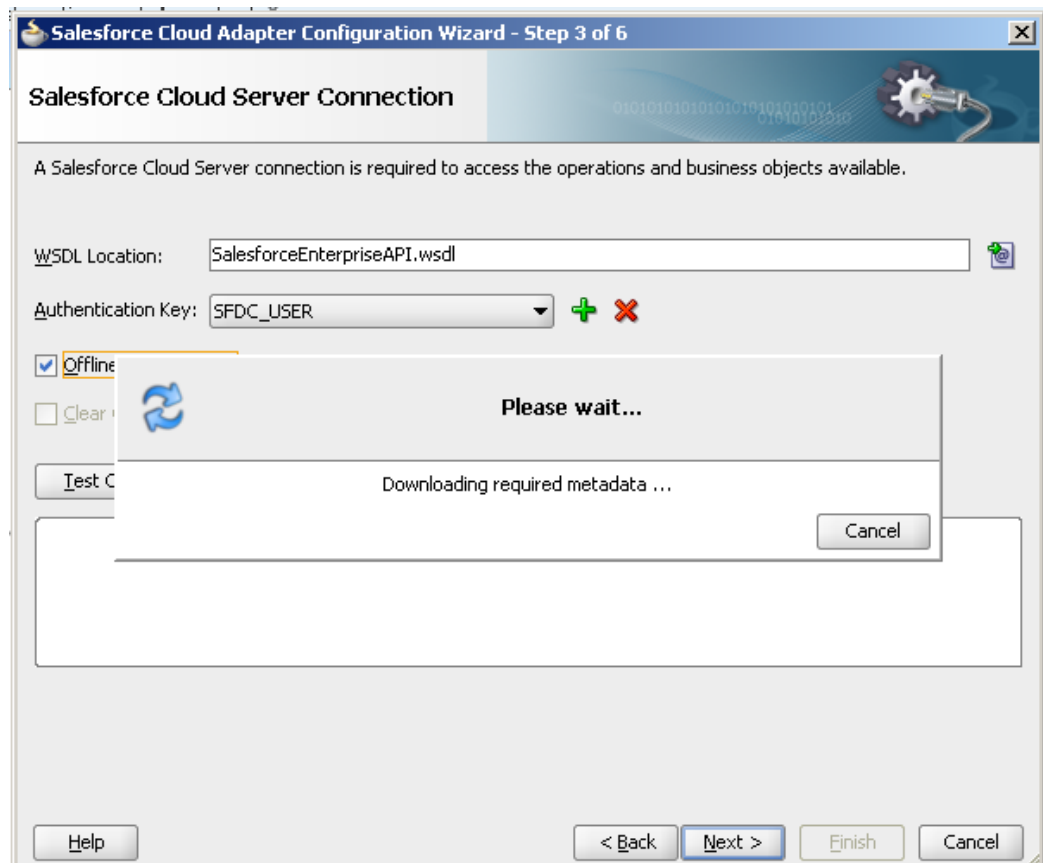 Salesforce Cloud Adapter Configuration Wizard - Step 3 of 6
Salesforce Cloud Server Connection
A Salesforce Cloud Server connection is required to access the operations and business objects available.
WSDL Location: SalesforceEnterpriseAPI.wsdl
Authentication Key: SFDC_USER
Offline
Clear
Please wait...
Test C
Downloading required metadata ...
Cancel
Help < Back Next > Finish Cancel